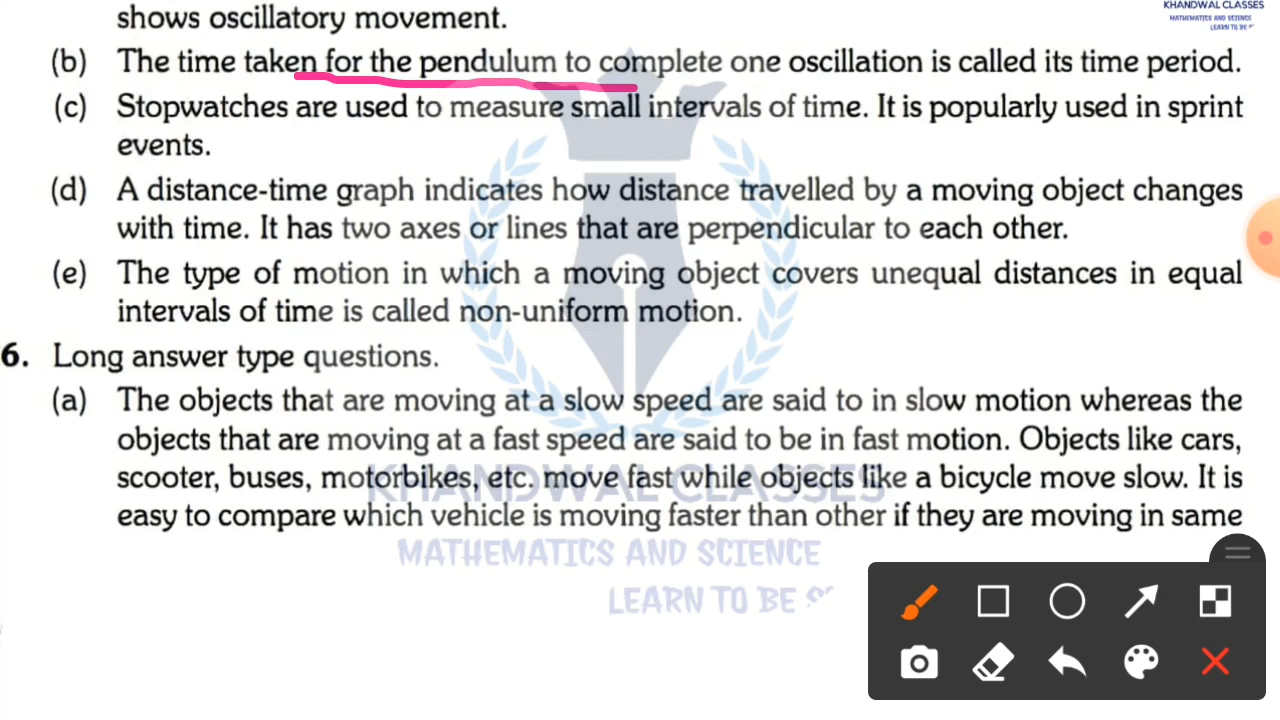 KHANDWAL CLASSES
MATHEMATICS AND SCIENCE
LEARN TO BE
shows oscillatory movement.
(b) The time taken for the pendulum to complete one oscillation is called its time period.
(c) Stopwatches are used to measure small intervals of time. It is popularly used in sprint
events.
(d) A distance-time graph indicates how distance travelled by a moving object changes
with time. It has two axes or lines that are perpendicular to each other.
(e) The type of motion in which a moving object covers unequal distances in equal
intervals of time is called non-uniform motion.
6. Long answer type questions.
(a) The objects that are moving at a slow speed are said to in slow motion whereas the
objects that are moving at a fast speed are said to be in fast motion. Objects like cars,
scooter, buses, motorbikes, etc. move fast while objects like a bicycle move slow. It is
easy to compare which vehicle is moving faster than other if they are moving in same
KHANDWAL CLASSES
MATHEMATICS AND SCIENCE
LEARN TO BE